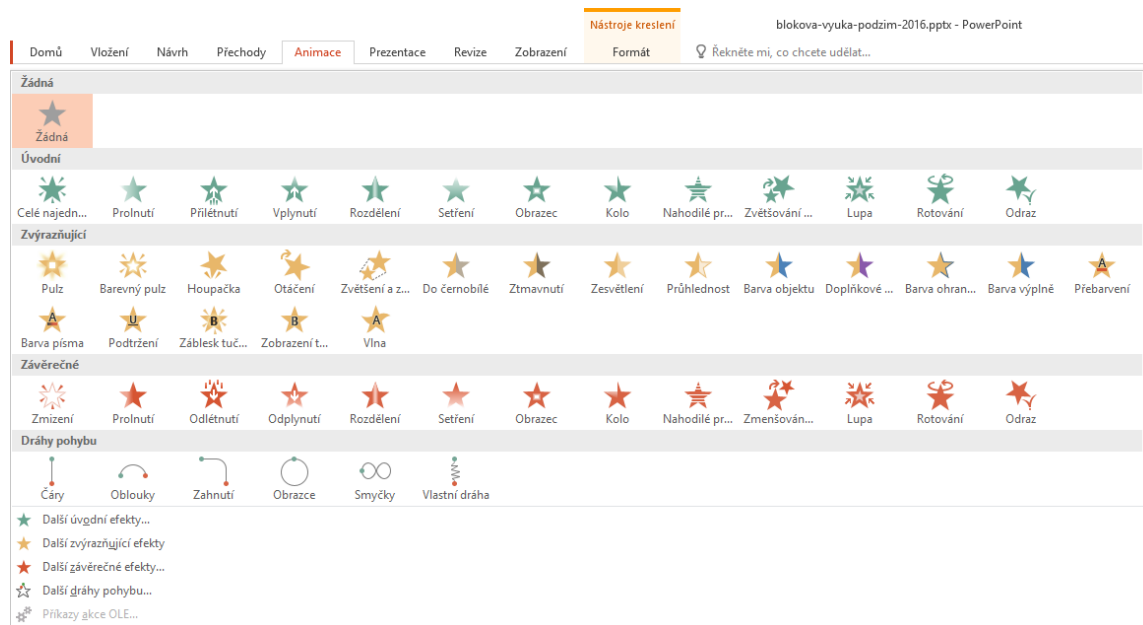 Nástroje kreslení blokova-vyuka-podzim-2016.pptx - PowerPoint
Domů Vložení Návrh Přechody Animace Prezentace Revize Zobrazení Formát Řekněte mi, co chcete udělat...
Žádná
Žádná
Úvodní
Celé najedn... Prolnutí Přilétnutí Vplynutí Rozdělení Setření Obrazec Kolo Nahodilé pr... Zvětšování ... Lupa Rotování Odraz
Zvýrazňující
Pulz Barevný pulz Houpačka Otáčení Zvětšení a z... Do černobílé Ztmavnutí Zesvětlení Průhlednost Barva objektu Doplňkové ... Barva ohran... Barva výplně Přebarvení
Barva písma Podtržení Záblesk tuč... Zobrazení t... Vlna
Závěrečné
Zmizení Prolnutí Odlétnutí Odplynutí Rozdělení Setření Obrazec Kolo Nahodilé pr... Zmenšován... Lupa Rotování Odraz
Dráhy pohybu
Čáry Oblouky Zahnutí Obrazce Smyčky Vlastní dráha
Další úvodní efekty...
Další zvýrazňující efekty
Další závěrečné efekty...
Další dráhy pohybu...
Příkazy akce OLE...